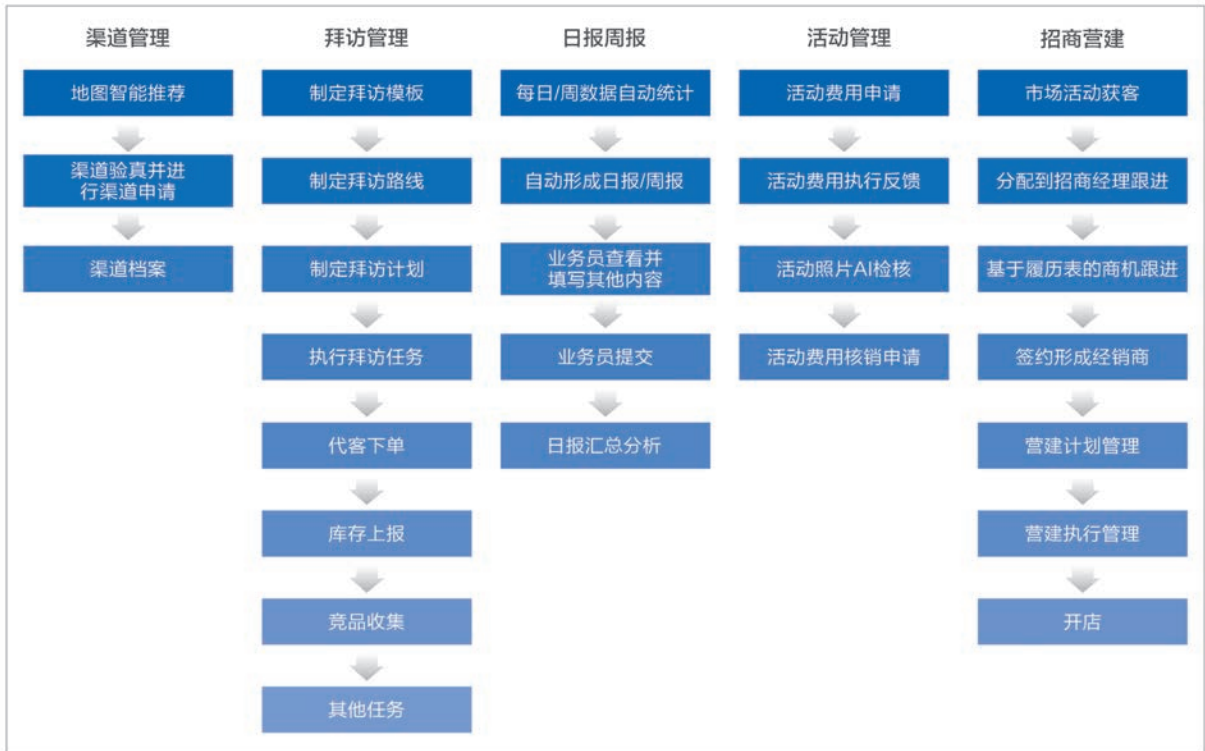 渠道管理
地图智能推荐
渠道验真并进
行渠道申请
渠道档案
拜访管理
制定拜访模板
制定拜访路线
制定拜访计划
执行拜访任务
代客下单
库存上报
竞品收集
其他任务
日报周报
每日/周数据自动统计
自动形成日报/周报
业务员查看并
填写其他内容
业务员提交
日报汇总分析
活动管理
活动费用申请
活动费用执行反馈
活动照片AI检核
活动费用核销申请
招商营建
市场活动获客
分配到招商经理跟进
基于履历表的商机跟进
签约形成经销商
营建计划管理
营建执行管理
开店